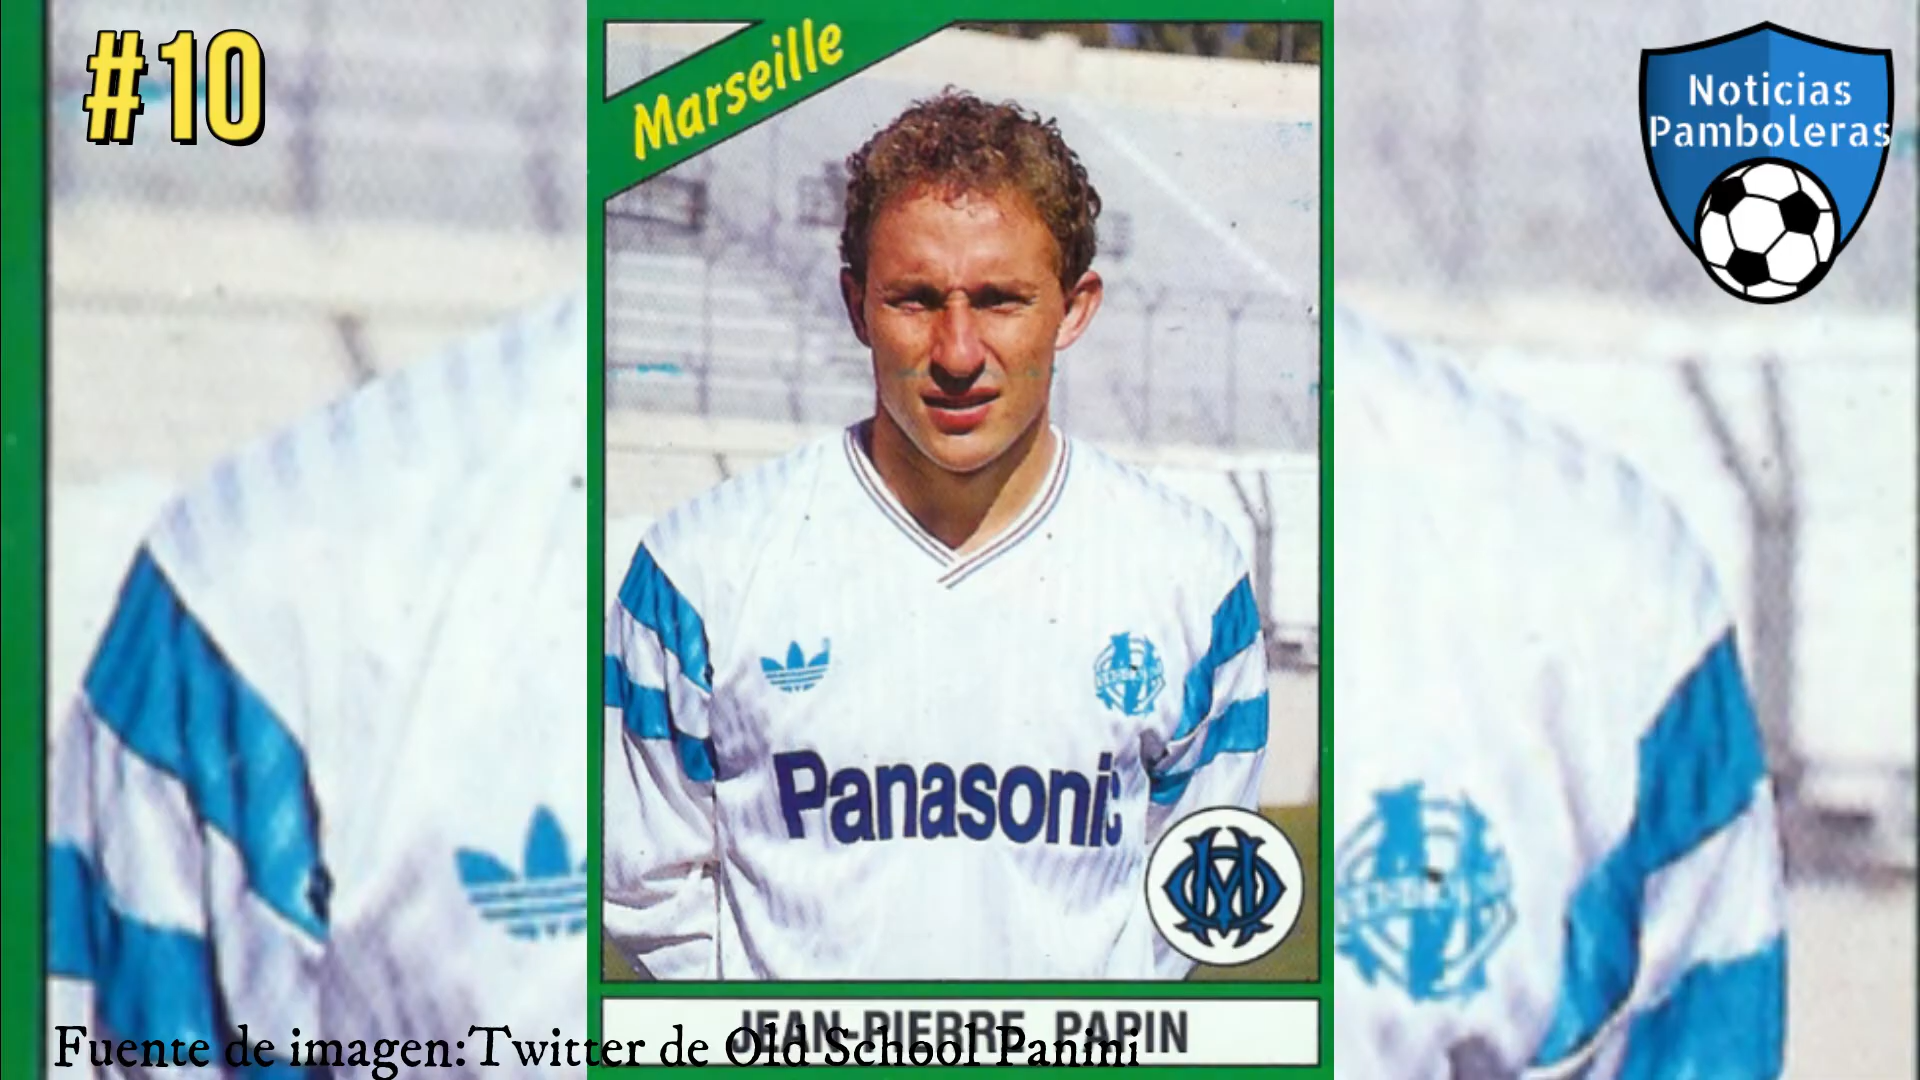 #10
Marseille
Noticias
Pamboleras
Panasonic
JEAN-PIERRE PAPIN
Fuente de imagen:Twitter de Old School Panini